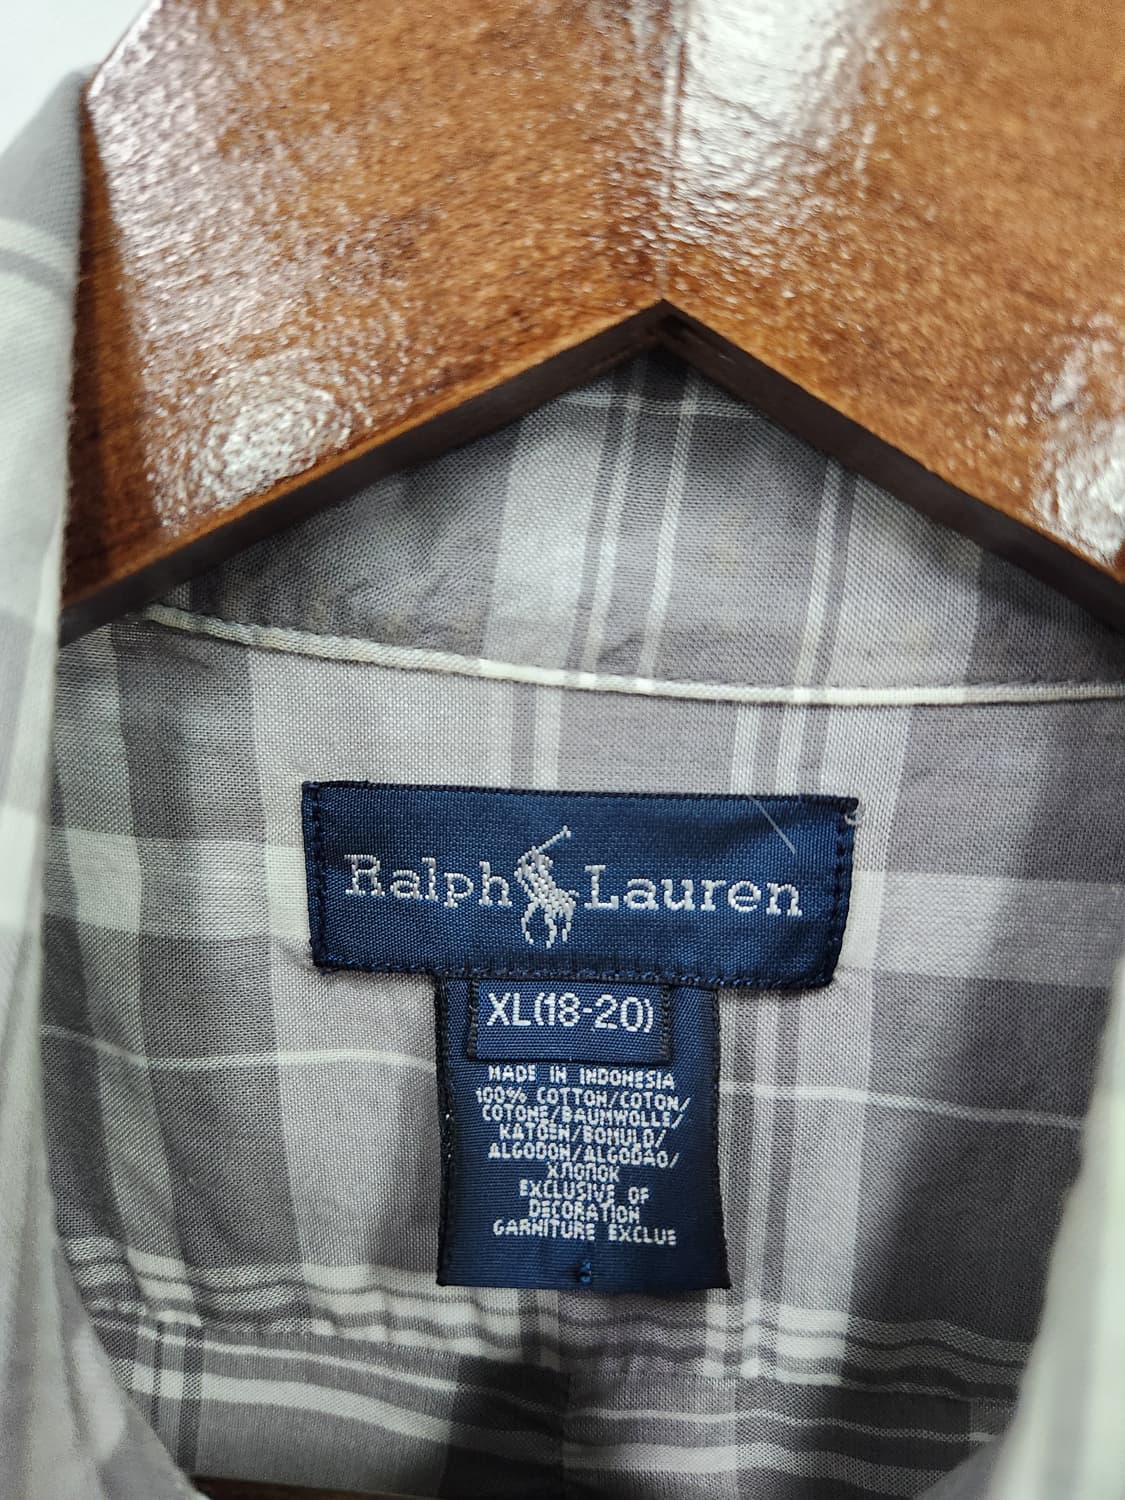 Ralph Lauren
XL(18-20)
MADE IN INDONESIA
100% COTTON/COTON/
COTONE/BAUMWOLLE/
KATOEN/BOMULD/
ALGODON/ALGODAO/
ХЛОПОК
EXCLUSIVE OF
DECORATION
GARNITURE EXCLUE